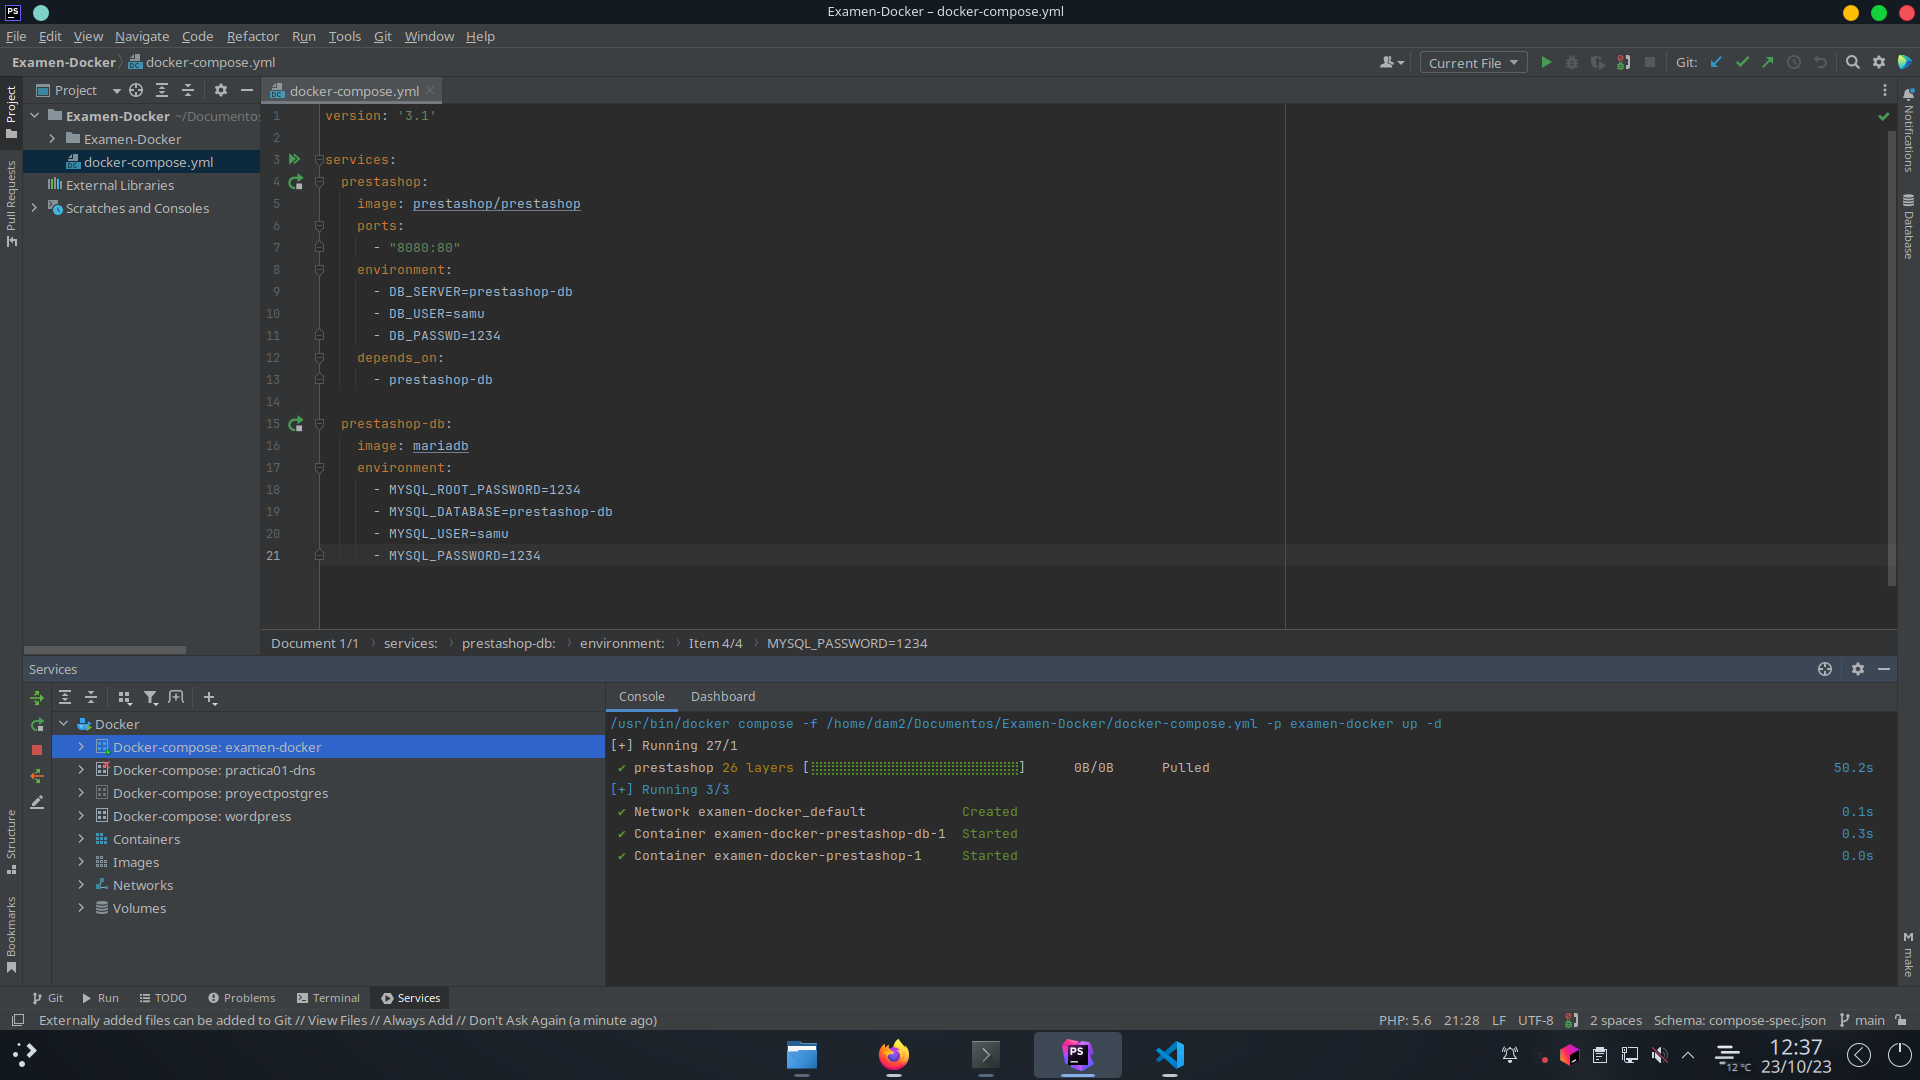 PS
Examen-Docker – docker-compose.yml
File Edit View Navigate Code Refactor Run Tools Git Window Help
Examen-Docker docker-compose.yml
Current File
Git:
Project
docker-compose.yml
Project
Pull Requests
Structure
Bookmarks
Examen-Docker ~/Documentos
Examen-Docker
docker-compose.yml
External Libraries
Scratches and Consoles
1 version: '3.1'
2
3 services:
4 prestashop:
5 image: prestashop/prestashop
6 ports:
7 - "8080:80"
8 environment:
9 - DB_SERVER=prestashop-db
10 - DB_USER=samu
11 - DB_PASSWD=1234
12 depends_on:
13 - prestashop-db
14
15 prestashop-db:
16 image: mariadb
17 environment:
18 - MYSQL_ROOT_PASSWORD=1234
19 - MYSQL_DATABASE=prestashop-db
20 - MYSQL_USER=samu
21 - MYSQL_PASSWORD=1234
Notifications
Database
make
Document 1/1 services: prestashop-db: environment: Item 4/4 MYSQL_PASSWORD=1234
Services
Docker
Docker-compose: examen-docker
Docker-compose: practica01-dns
Docker-compose: proyectpostgres
Docker-compose: wordpress
Containers
Images
Networks
Volumes
Console Dashboard
/usr/bin/docker compose -f /home/dam2/Documentos/Examen-Docker/docker-compose.yml -p examen-docker up -d
[+] Running 27/1
✔ prestashop 26 layers [⣿⣿⣿⣿⣿⣿⣿⣿⣿⣿⣿⣿⣿⣿⣿⣿⣿⣿⣿⣿⣿⣿⣿⣿⣿⣿] 0B/0B Pulled 50.2s
[+] Running 3/3
✔ Network examen-docker_default Created 0.1s
✔ Container examen-docker-prestashop-db-1 Started 0.3s
✔ Container examen-docker-prestashop-1 Started 0.0s
Git Run TODO Problems Terminal Services
Externally added files can be added to Git // View Files // Always Add // Don't Ask Again (a minute ago)
PHP: 5.6 21:28 LF UTF-8 2 spaces Schema: compose-spec.json main
PS
12 °C
12:37
23/10/23